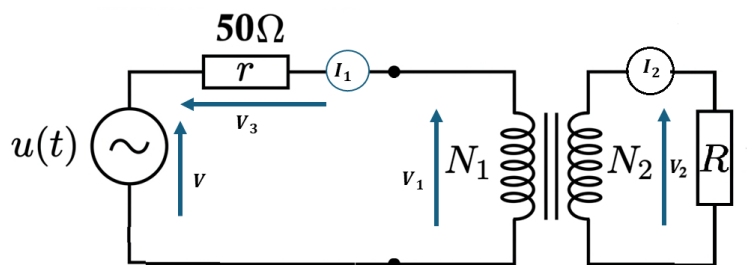 50Ω
r
I₁
I₂
V₃
u(t)
V
V₁
N₁
N₂
V₂
R